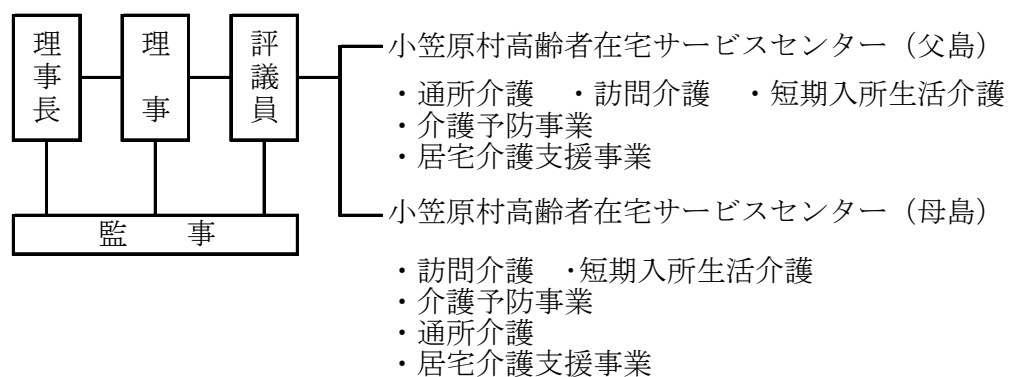 理事長
理事
評議員
監事
小笠原村高齢者在宅サービスセンター（父島）
・通所介護　・訪問介護　・短期入所生活介護
・介護予防事業
・居宅介護支援事業
小笠原村高齢者在宅サービスセンター（母島）
・訪問介護　・短期入所生活介護
・介護予防事業
・通所介護
・居宅介護支援事業